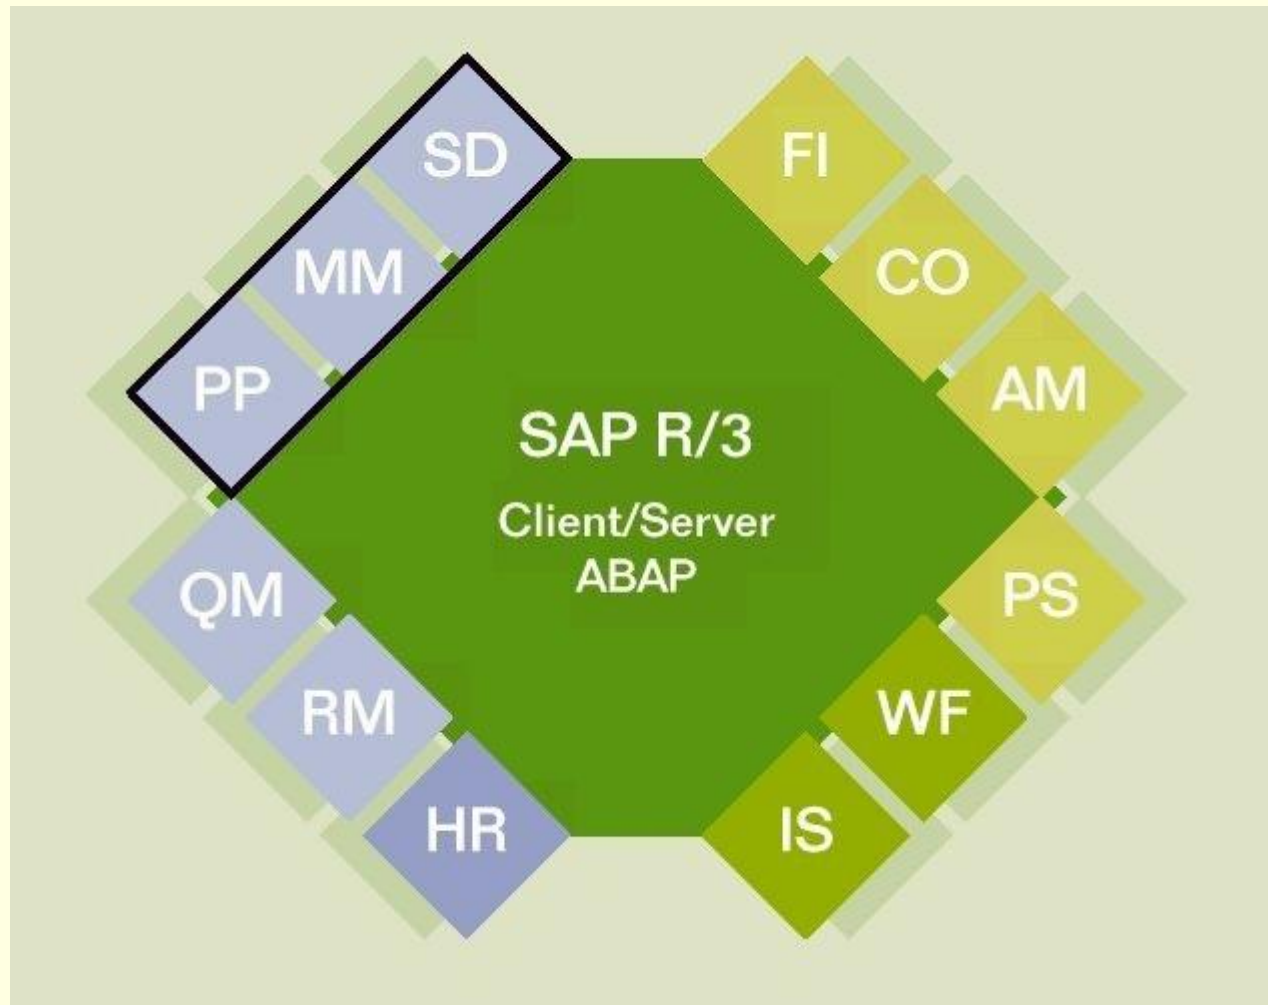 SD
MM
PP
QM
RM
HR
SAP R/3
Client/Server
ABAP
FI
CO
AM
PS
WF
IS